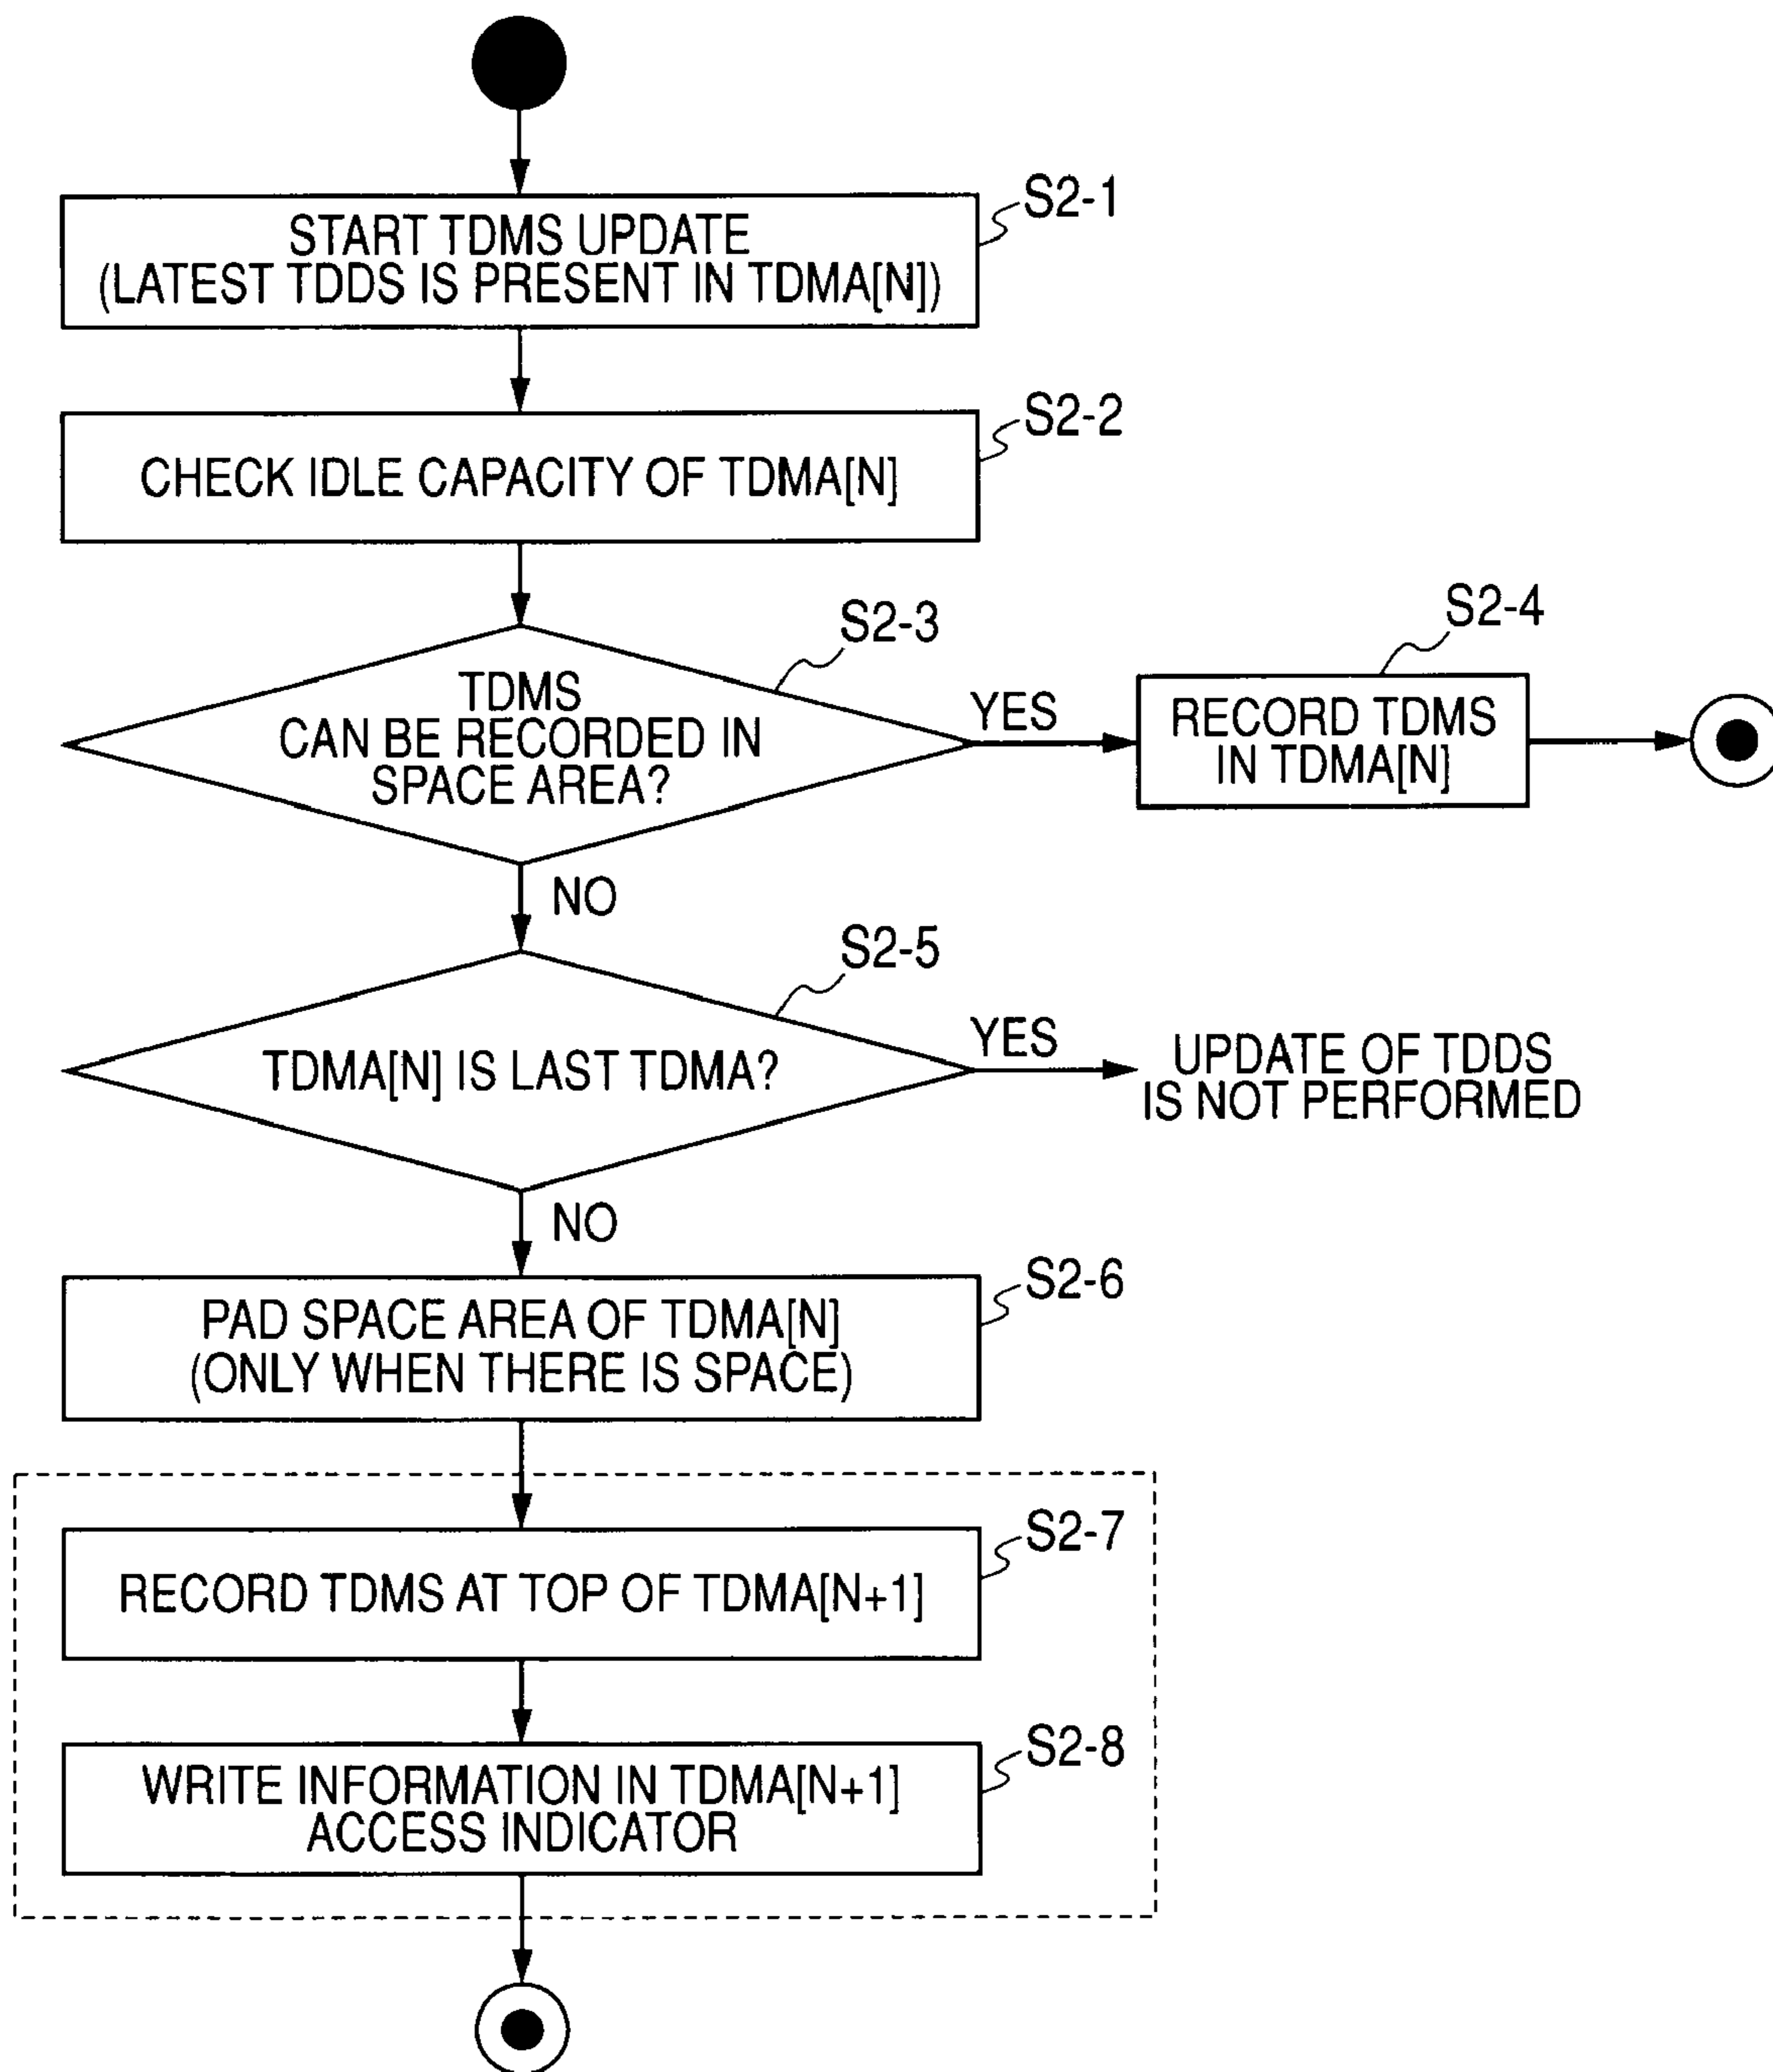 S2-1
START TDMS UPDATE
(LATEST TDDS IS PRESENT IN TDMA[N])
S2-2
CHECK IDLE CAPACITY OF TDMA[N]
S2-3
TDMS
CAN BE RECORDED IN
SPACE AREA?
YES
S2-4
RECORD TDMS
IN TDMA[N]
NO
S2-5
TDMA[N] IS LAST TDMA?
YES
UPDATE OF TDDS
IS NOT PERFORMED
NO
S2-6
PAD SPACE AREA OF TDMA[N]
(ONLY WHEN THERE IS SPACE)
S2-7
RECORD TDMS AT TOP OF TDMA[N+1]
S2-8
WRITE INFORMATION IN TDMA[N+1]
ACCESS INDICATOR